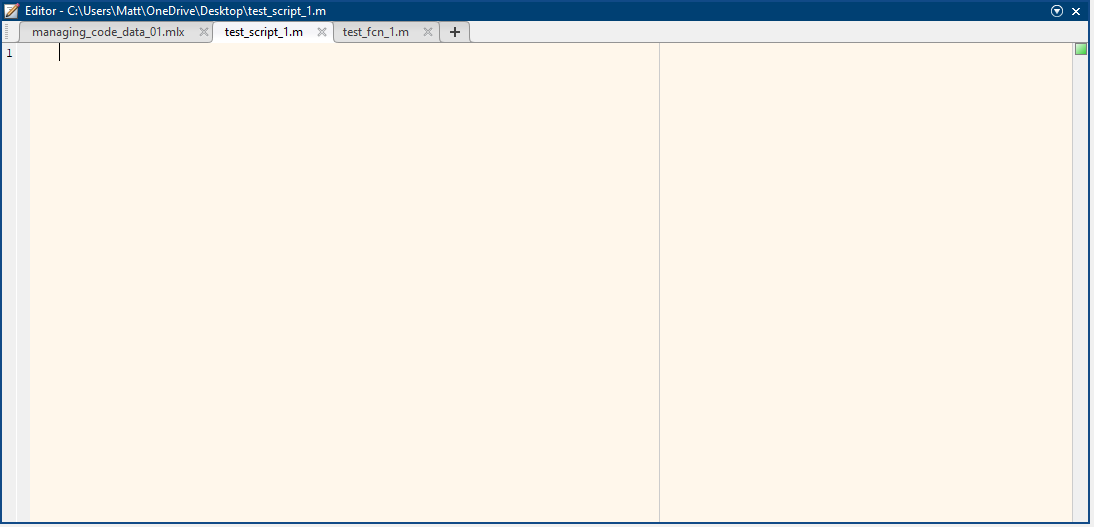 Editor - C:\Users\Matt\OneDrive\Desktop\test_script_1.m
managing_code_data_01.mlx test_script_1.m test_fcn_1.m
1